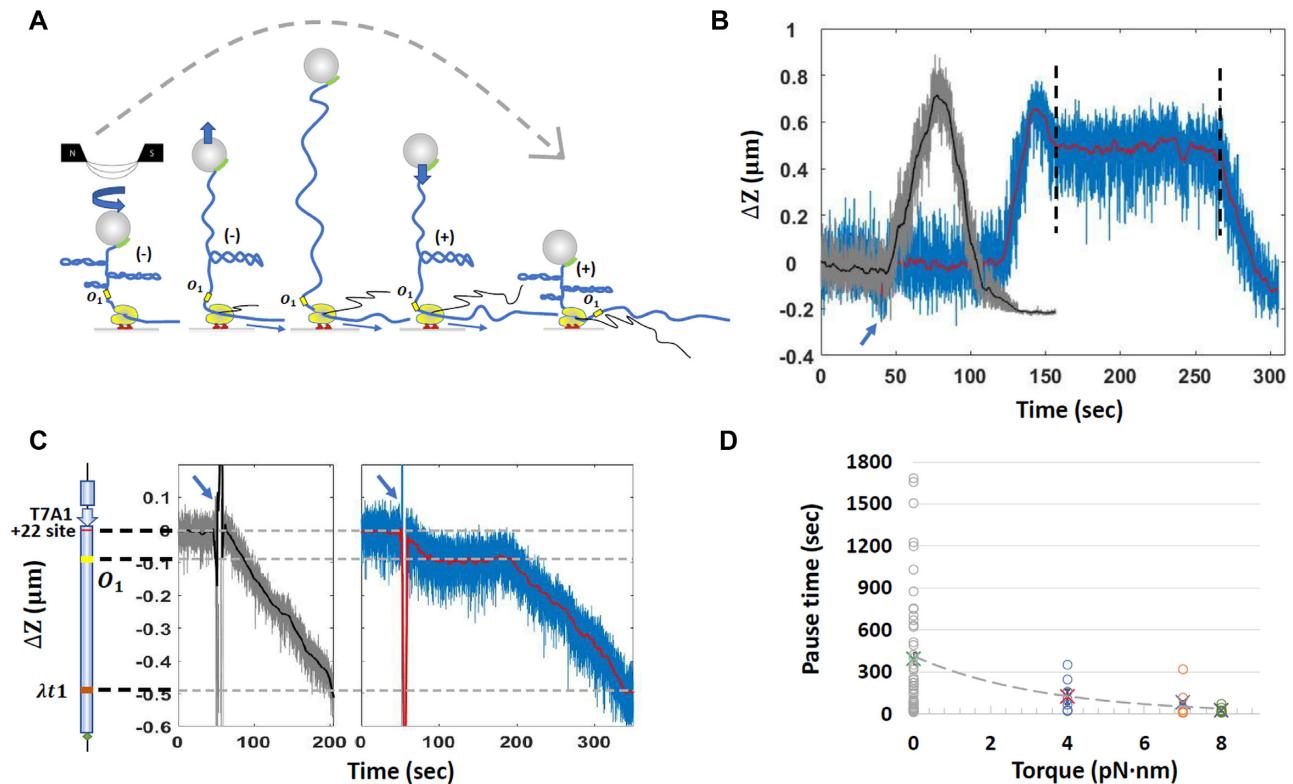 A
N S
(-)
(-)
(+)
(+)
O1
O1
O1
O1
O1
B
ΔZ (μm)
1
0.8
0.6
0.4
0.2
0
-0.2
-0.4
0 50 100 150 200 250 300
Time (sec)
C
T7A1
+22 site
O1
λt1
ΔZ (μm)
0.1
0
-0.1
-0.2
-0.3
-0.4
-0.5
-0.6
0 100 200
0 100 200 300
Time (sec)
D
Pause time (sec)
1800
1500
1200
900
600
300
0
0 2 4 6 8
Torque (pN·nm)